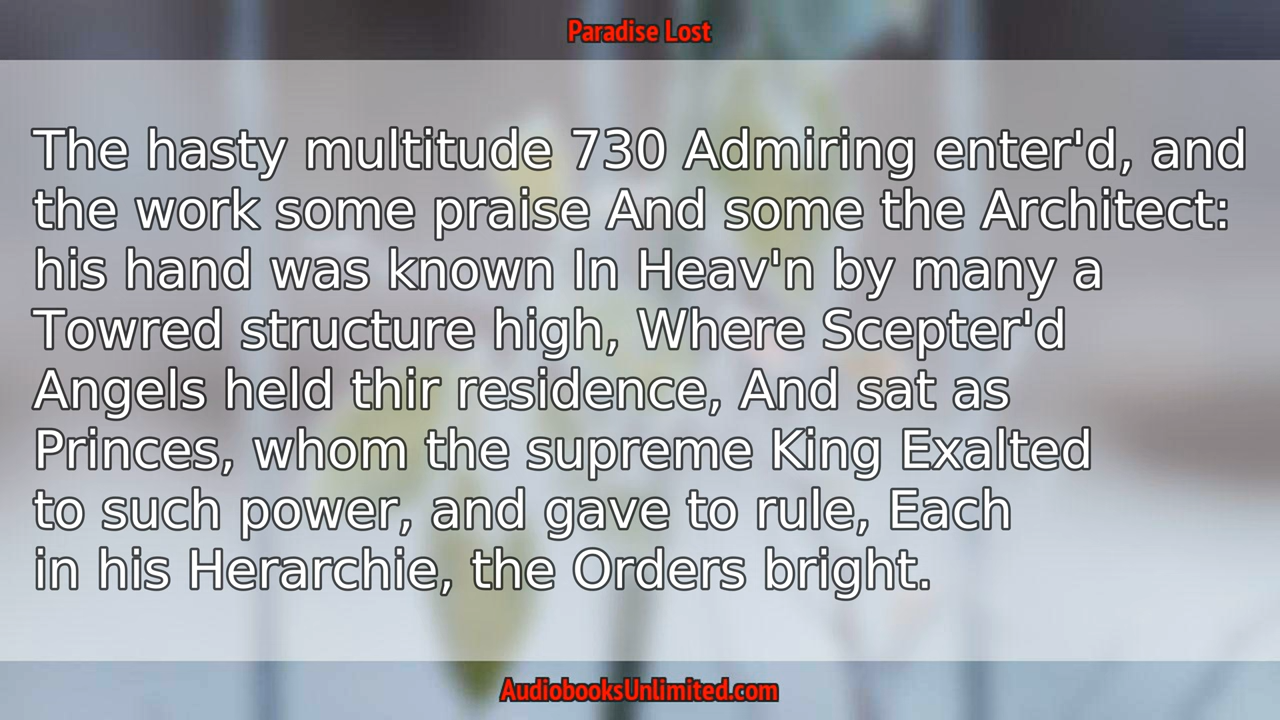 Paradise Lost
The hasty multitude 730 Admiring enter'd, and
the work some praise And some the Architect:
his hand was known In Heav'n by many a
Towred structure high, Where Scepter'd
Angels held thir residence, And sat as
Princes, whom the supreme King Exalted
to such power, and gave to rule, Each
in his Herarchie, the Orders bright.
AudiobooksUnlimited.com